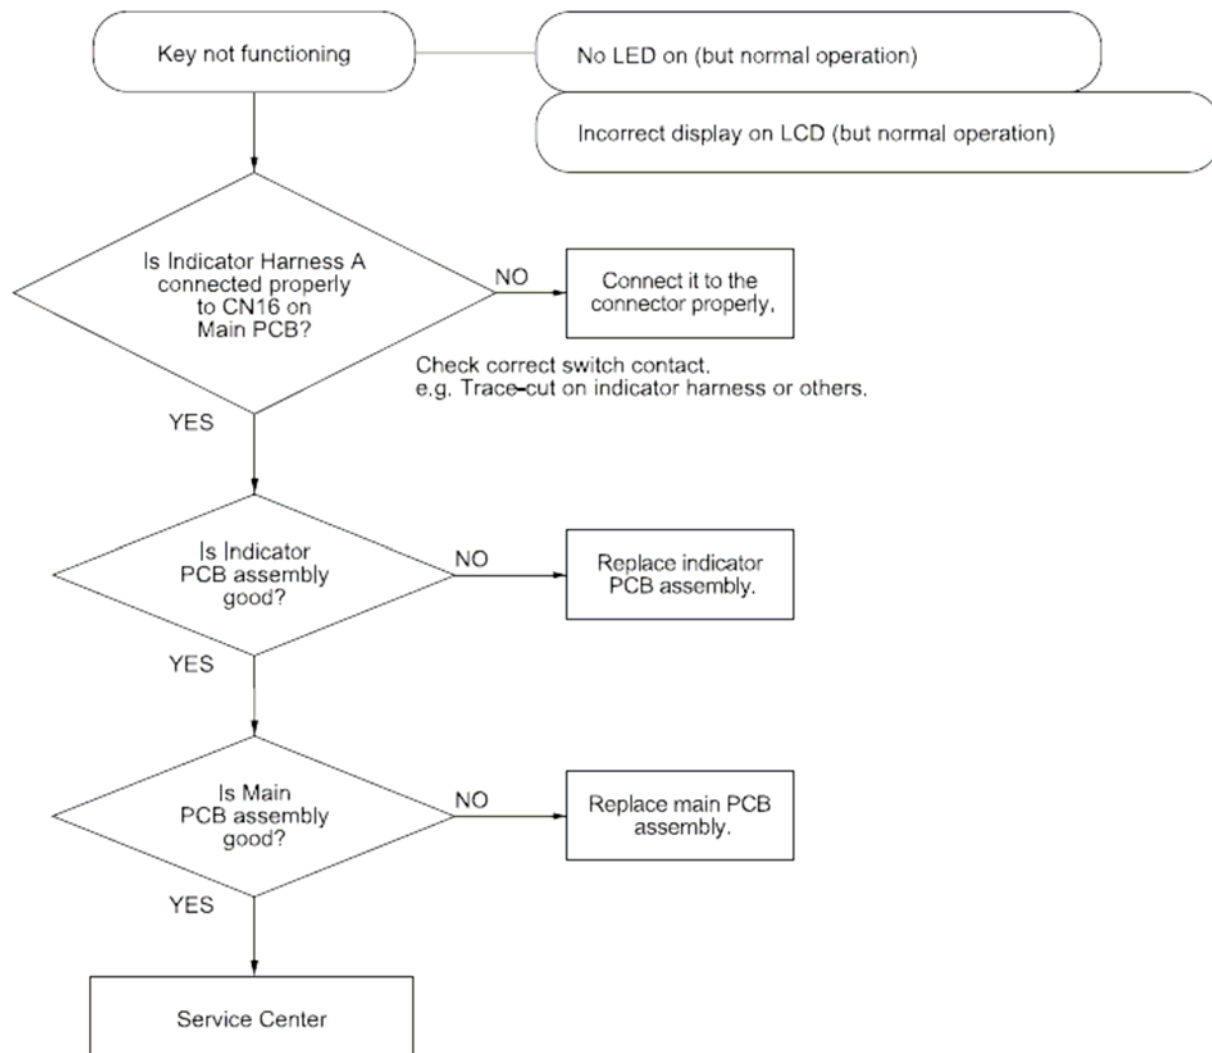 Key not functioning
No LED on (but normal operation)
Incorrect display on LCD (but normal operation)
Is Indicator Harness A
connected properly
to CN16 on
Main PCB?
NO
Connect it to the
connector properly.
Check correct switch contact.
e.g. Trace-cut on indicator harness or others.
YES
Is Indicator
PCB assembly
good?
NO
Replace indicator
PCB assembly.
YES
Is Main
PCB assembly
good?
NO
Replace main PCB
assembly.
YES
Service Center